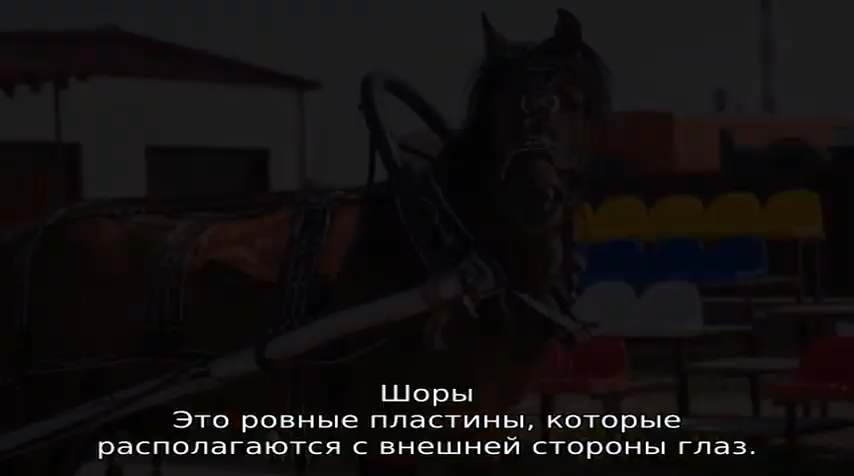 Шоры
Это ровные пластины, которые
располагаются с внешней стороны глаз.